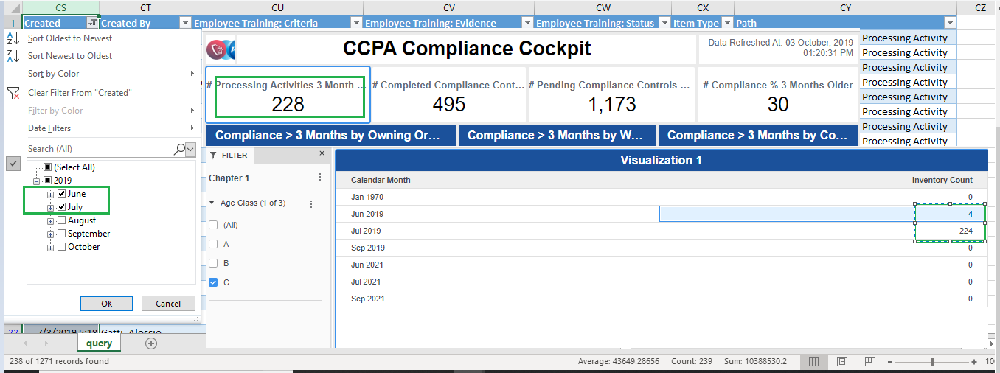 CS CT CU CV CW CX CY CZ
1 Created Created By Employee Training: Criteria Employee Training: Evidence Employee Training: Status Item Type Path
Sort Oldest to Newest
Sort Newest to Oldest
Sort by Color
Clear Filter From "Created"
Filter by Color
Date Filters
Search (All)
(Select All)
2019
June
July
August
September
October
OK Cancel
CCPA Compliance Cockpit
Data Refreshed At: 03 October, 2019
01:20:31 PM
# Processing Activities 3 Month ...
228
# Completed Compliance Cont...
495
# Pending Compliance Controls ...
1,173
# Compliance % 3 Months Older
30
Processing Activity
Processing Activity
Processing Activity
Processing Activity
Processing Activity
Processing Activity
Processing Activity
Processing Activity
Compliance > 3 Months by Owning Or...
Compliance > 3 Months by W...
Compliance > 3 Months by Co...
FILTER
Chapter 1
Age Class (1 of 3)
(All)
A
B
C
Visualization 1
Calendar Month Inventory Count
Jan 1970 0
Jun 2019 4
Jul 2019 224
Sep 2019 0
Jun 2021 0
Jul 2021 0
Sep 2021 0
22 7/3/2019 5:18 Gatti, Alessio
query
238 of 1271 records found
Average: 43649.28656 Count: 239 Sum: 10388530.2